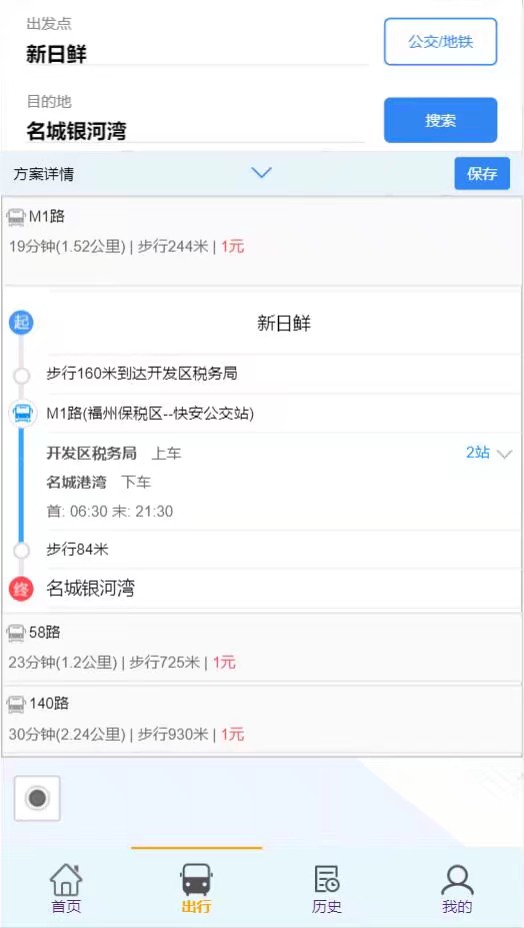 出发点
新日鲜
公交/地铁
目的地
名城银河湾
搜索
方案详情
保存
M1路
19分钟(1.52公里) | 步行244米 | 1元
起
新日鲜
步行160米到达开发区税务局
M1路(福州保税区--快安公交站)
开发区税务局 上车
2站
名城港湾 下车
首: 06:30 末: 21:30
步行84米
终
名城银河湾
58路
23分钟(1.2公里) | 步行725米 | 1元
140路
30分钟(2.24公里) | 步行930米 | 1元
首页
出行
历史
我的